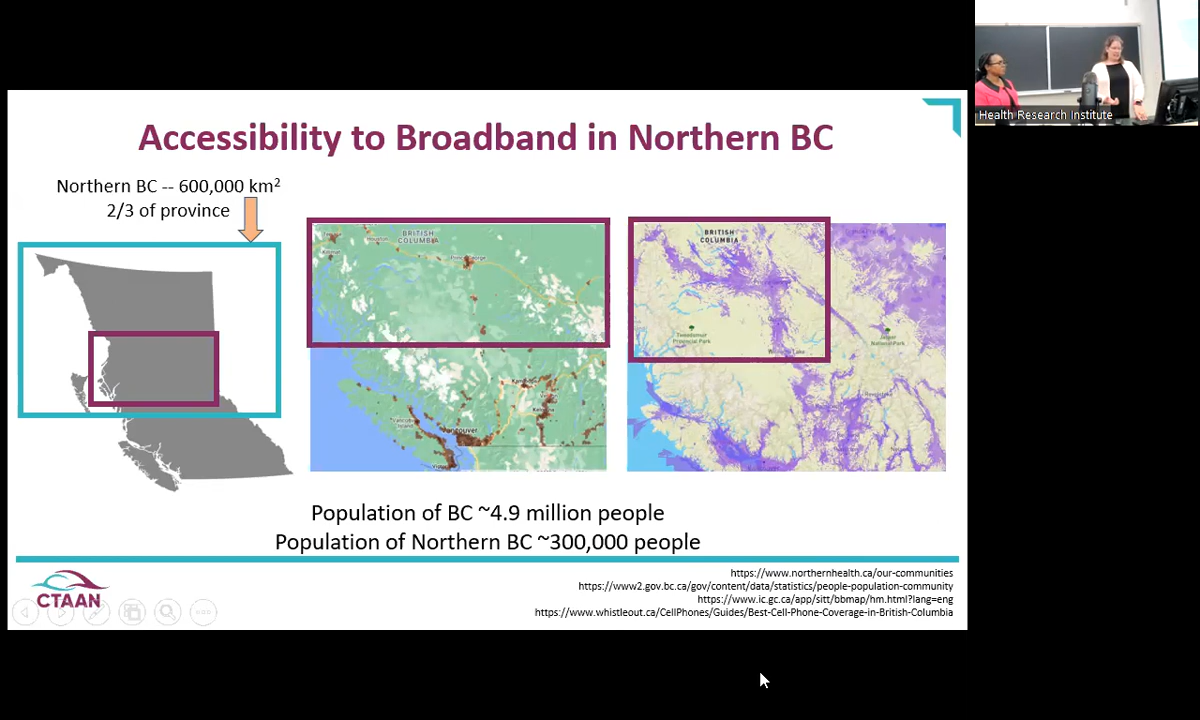 Accessibility to Broadband in Northern BC
Northern BC -- 600,000 km²
2/3 of province
BRITISH
COLUMBIA
Houston
Prince George
Vancouver
BRITISH
COLUMBIA
Tweedsmuir
Provincial Park
Jasper
National Park
Population of BC ~4.9 million people
Population of Northern BC ~300,000 people
https://www.northernhealth.ca/our-communities
https://www2.gov.bc.ca/gov/content/data/statistics/people-population-community
https://www.ic.gc.ca/app/sitt/bbmap/hm.html?lang=eng
https://www.whistleout.ca/CellPhones/Guides/Best-Cell-Phone-Coverage-in-British-Columbia
CTAAN
Health Research Institute